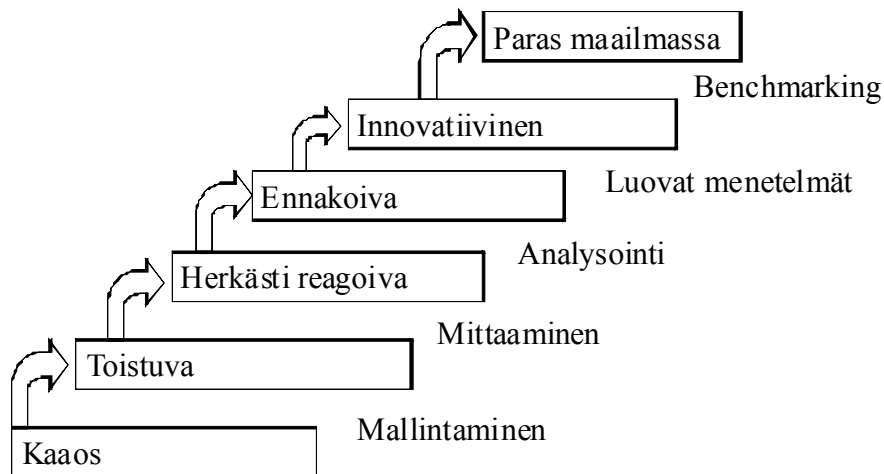 Paras maailmassa
Benchmarking
Innovatiivinen
Luovat menetelmät
Ennakoiva
Analysointi
Herkästi reagoiva
Mittaaminen
Toistuva
Mallintaminen
Kaaos